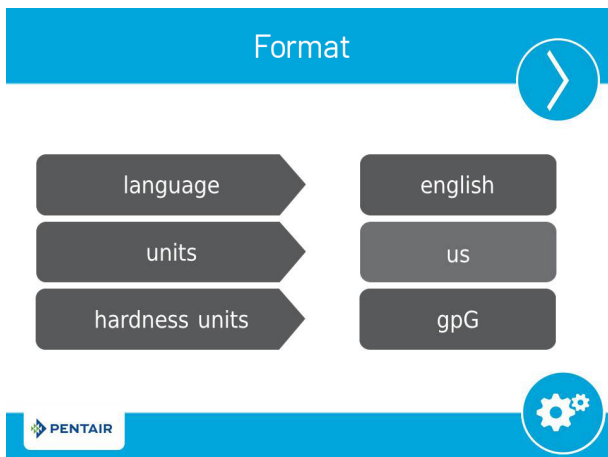 Format
language
english
units
us
hardness units
gpG
PENTAIR